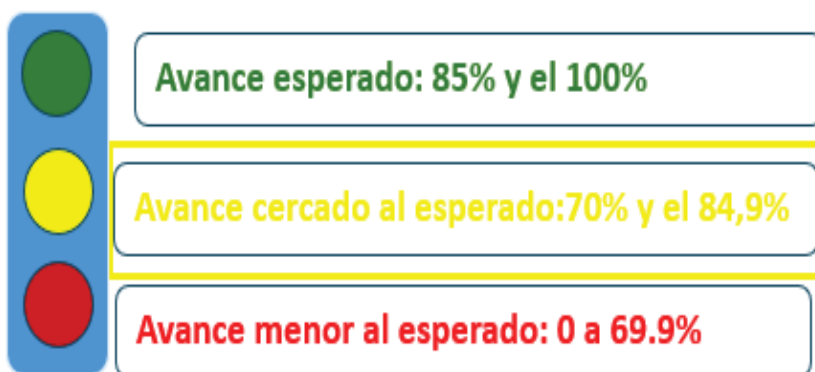 Avance esperado: 85% y el 100%
Avance cercado al esperado:70% y el 84,9%
Avance menor al esperado: 0 a 69.9%